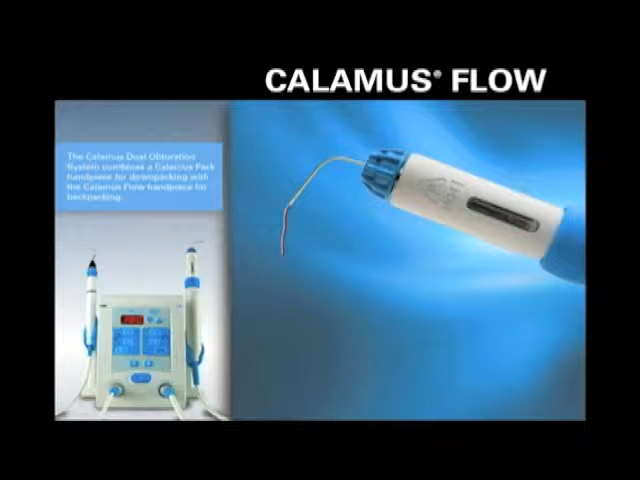 CALAMUS® FLOW
The Calamus Dual Obturation
System combines a Calamus Pack
handpiece for downpacking with
the Calamus Flow handpiece for
backpacking.